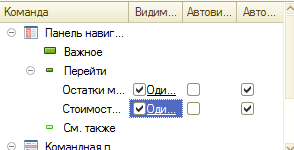 Команда Видим... Автови... Авто...
Панель навиг...
Важное
Перейти
Остатки м... Оди...
Стоимост... Оди...
См. также
Командная п